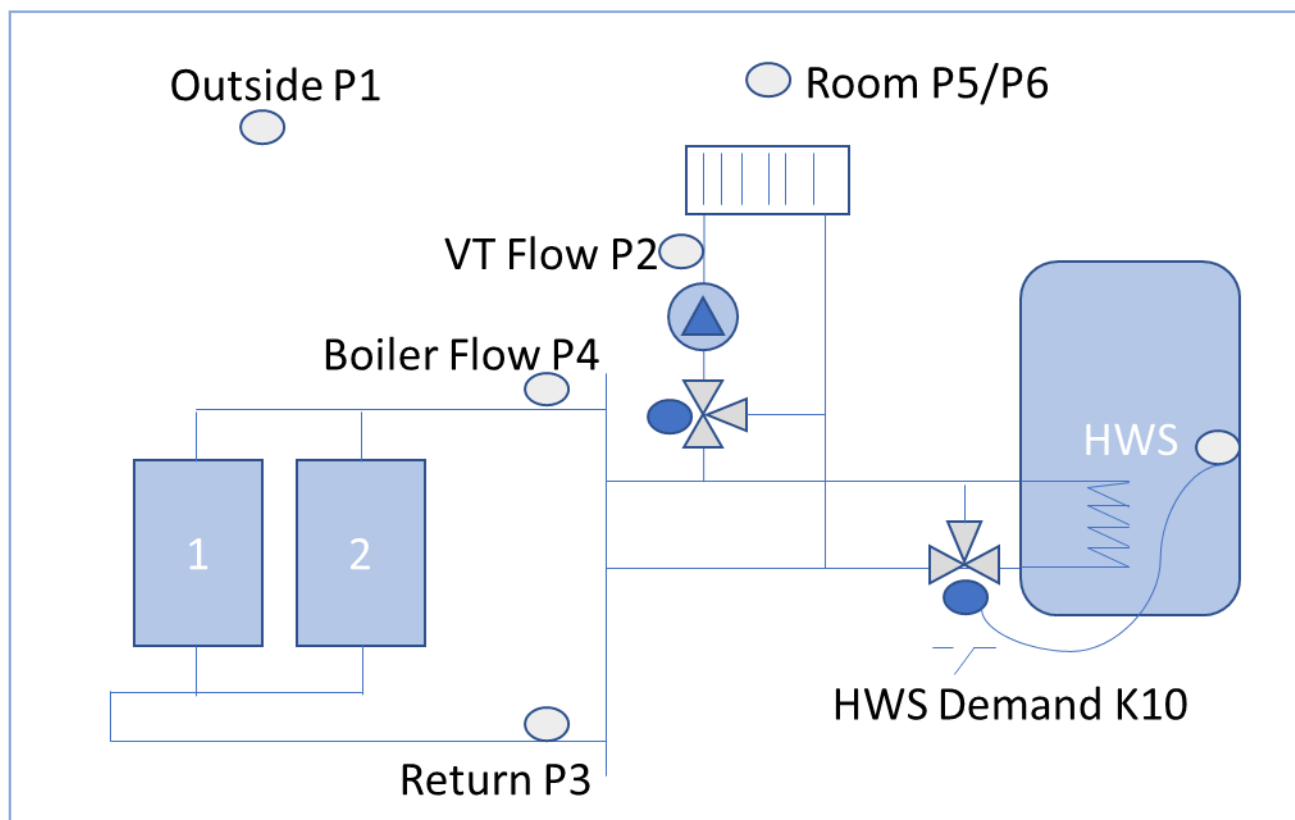 Outside P1
Room P5/P6
VT Flow P2
Boiler Flow P4
HWS
1
2
HWS Demand K10
Return P3